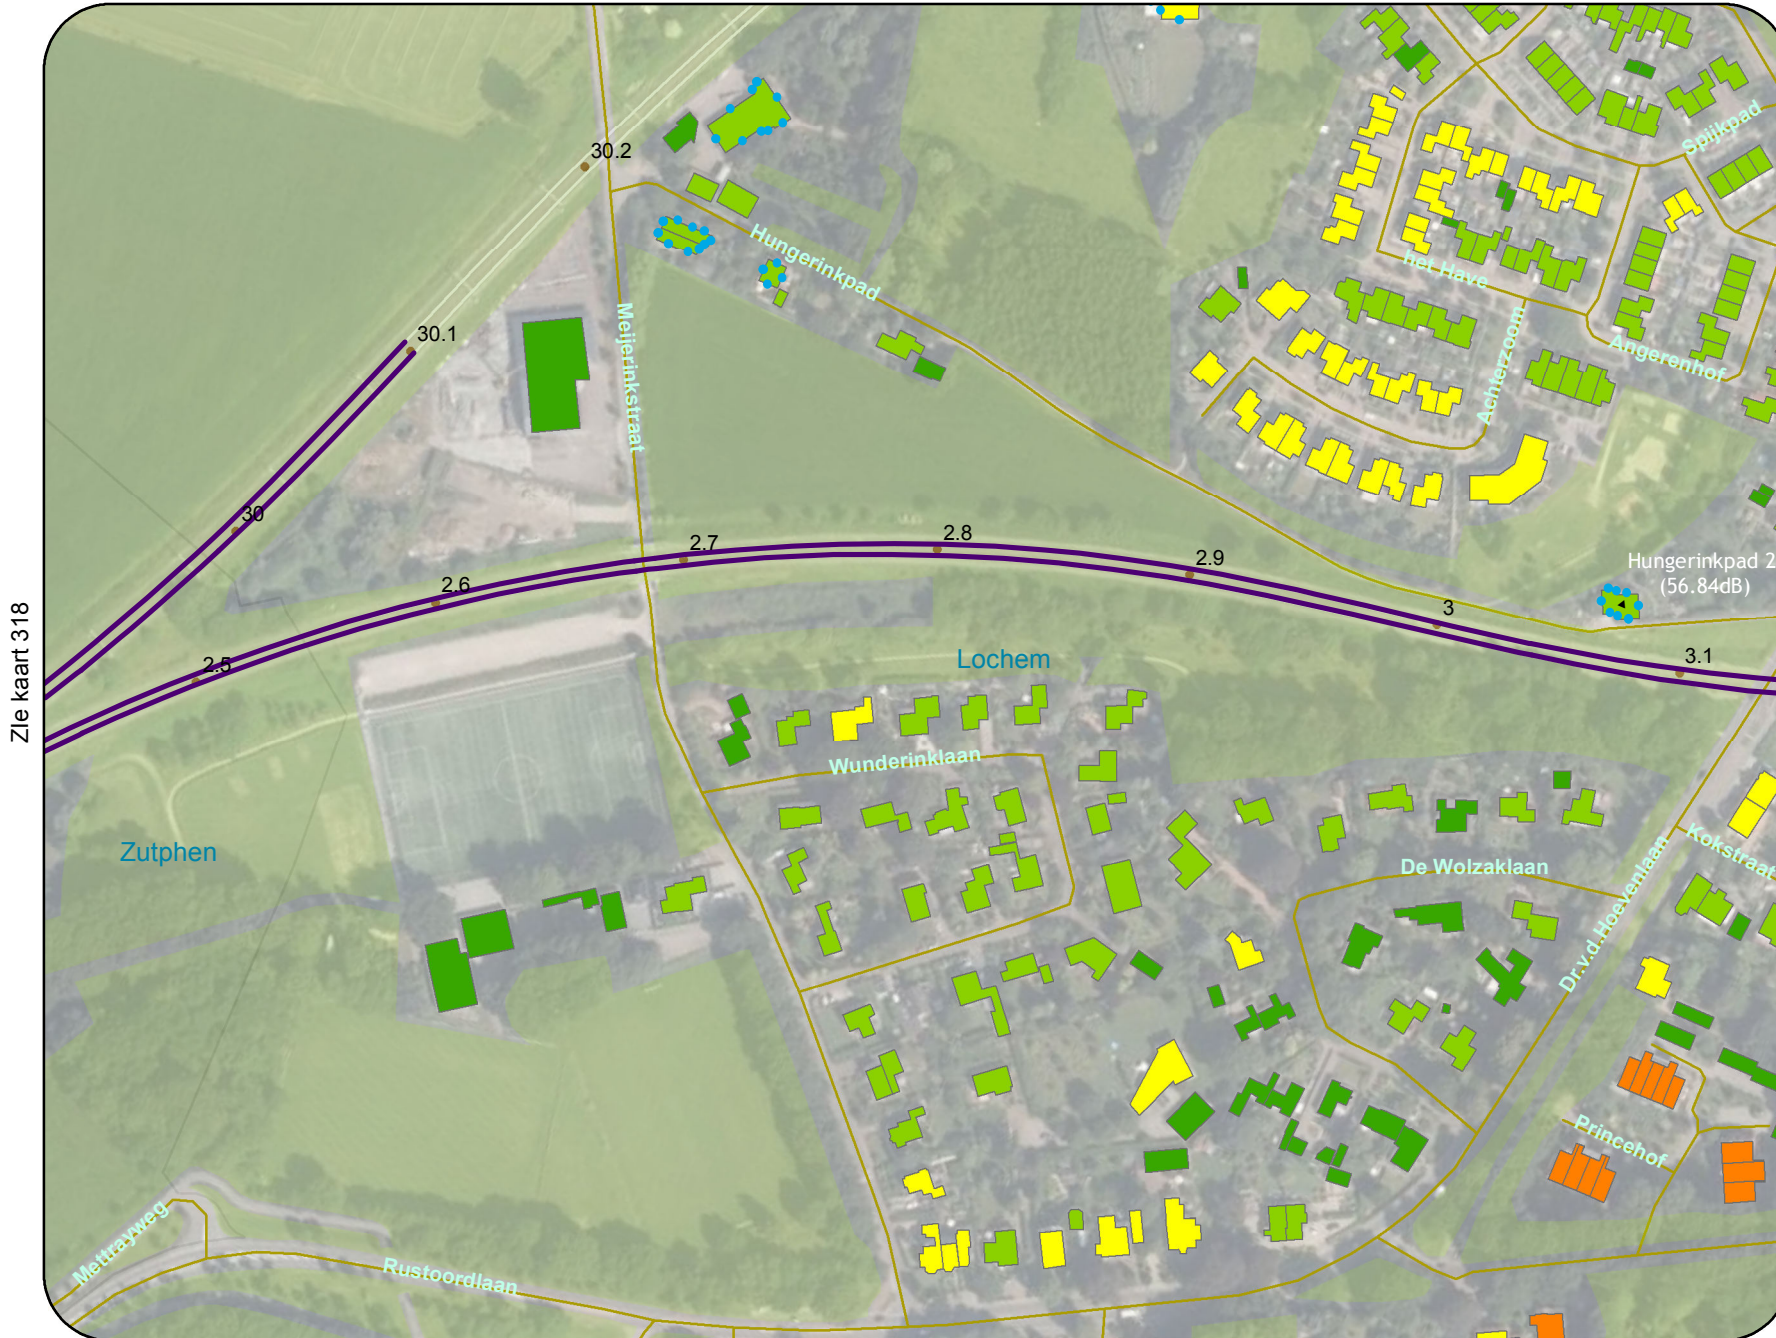 30.2
Spijkpad
Hungerinkpad
het Have
30.1
Meijerinkstraat
Achterzoom
Angerenhof
30
2.7
2.8
2.9
Hungerinkpad 2
(56.84dB)
2.6
3
ZIe kaart 318
2.5
Lochem
3.1
Wunderinklaan
Zutphen
De Wolzaklaan
Kokstraat
Dr.v.d.Hoevenlaan
Princehof
Mettrayweg
Rustoordlaan